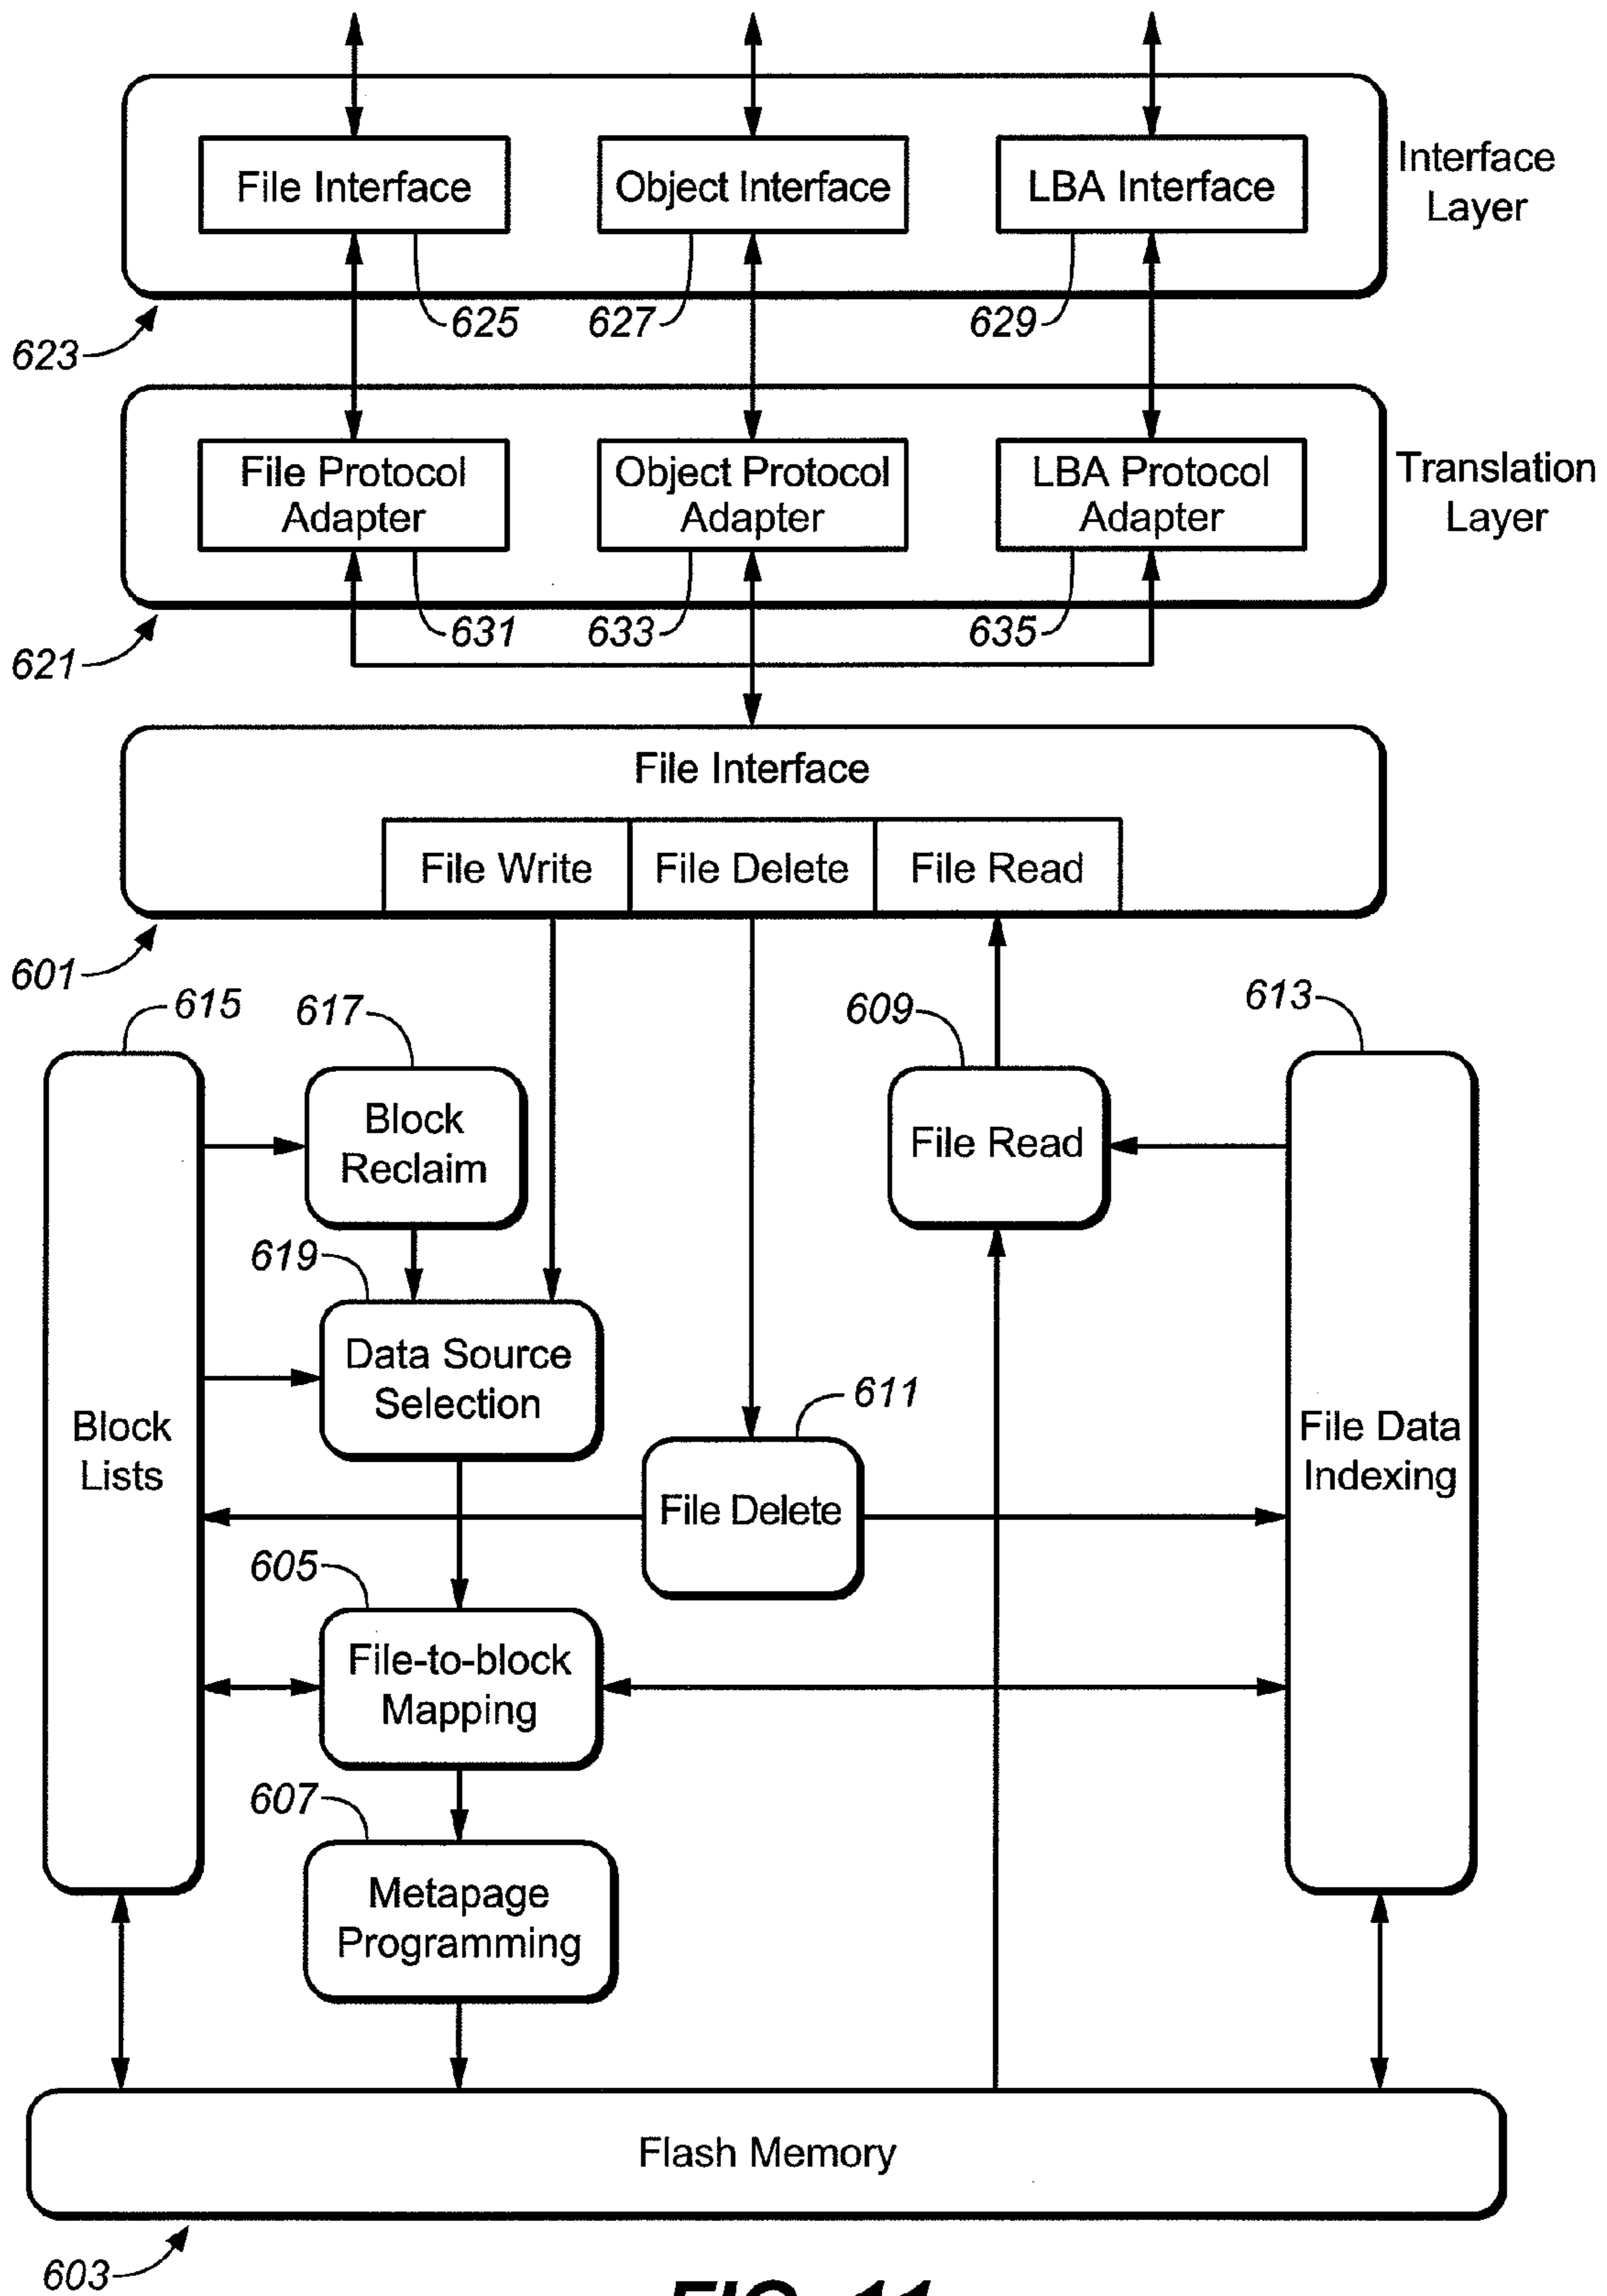 File Interface
Object Interface
LBA Interface
Interface
Layer
625
627
629
623
File Protocol
Adapter
Object Protocol
Adapter
LBA Protocol
Adapter
Translation
Layer
631
633
635
621
File Interface
File Write
File Delete
File Read
601
615
617
609
613
Block
Reclaim
File Read
619
Data Source
Selection
611
Block
Lists
File Data
Indexing
File Delete
605
File-to-block
Mapping
607
Metapage
Programming
Flash Memory
603
FIG. 11